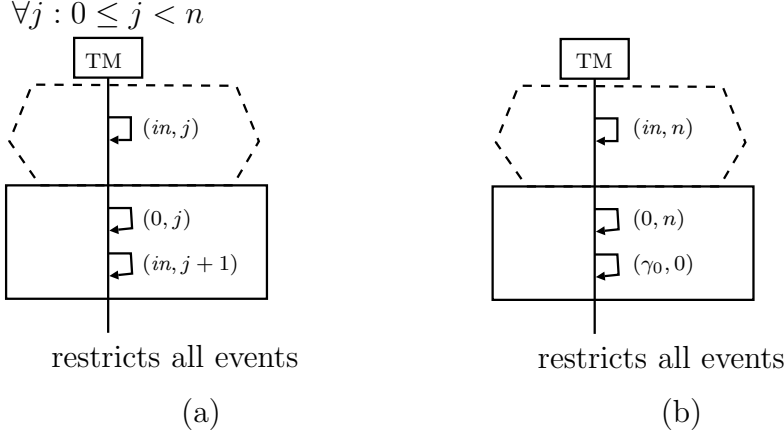 ∀j : 0 ≤ j < n
TM
(in, j)
(0, j)
(in, j + 1)
restricts all events
(a)
TM
(in, n)
(0, n)
(γ₀, 0)
restricts all events
(b)